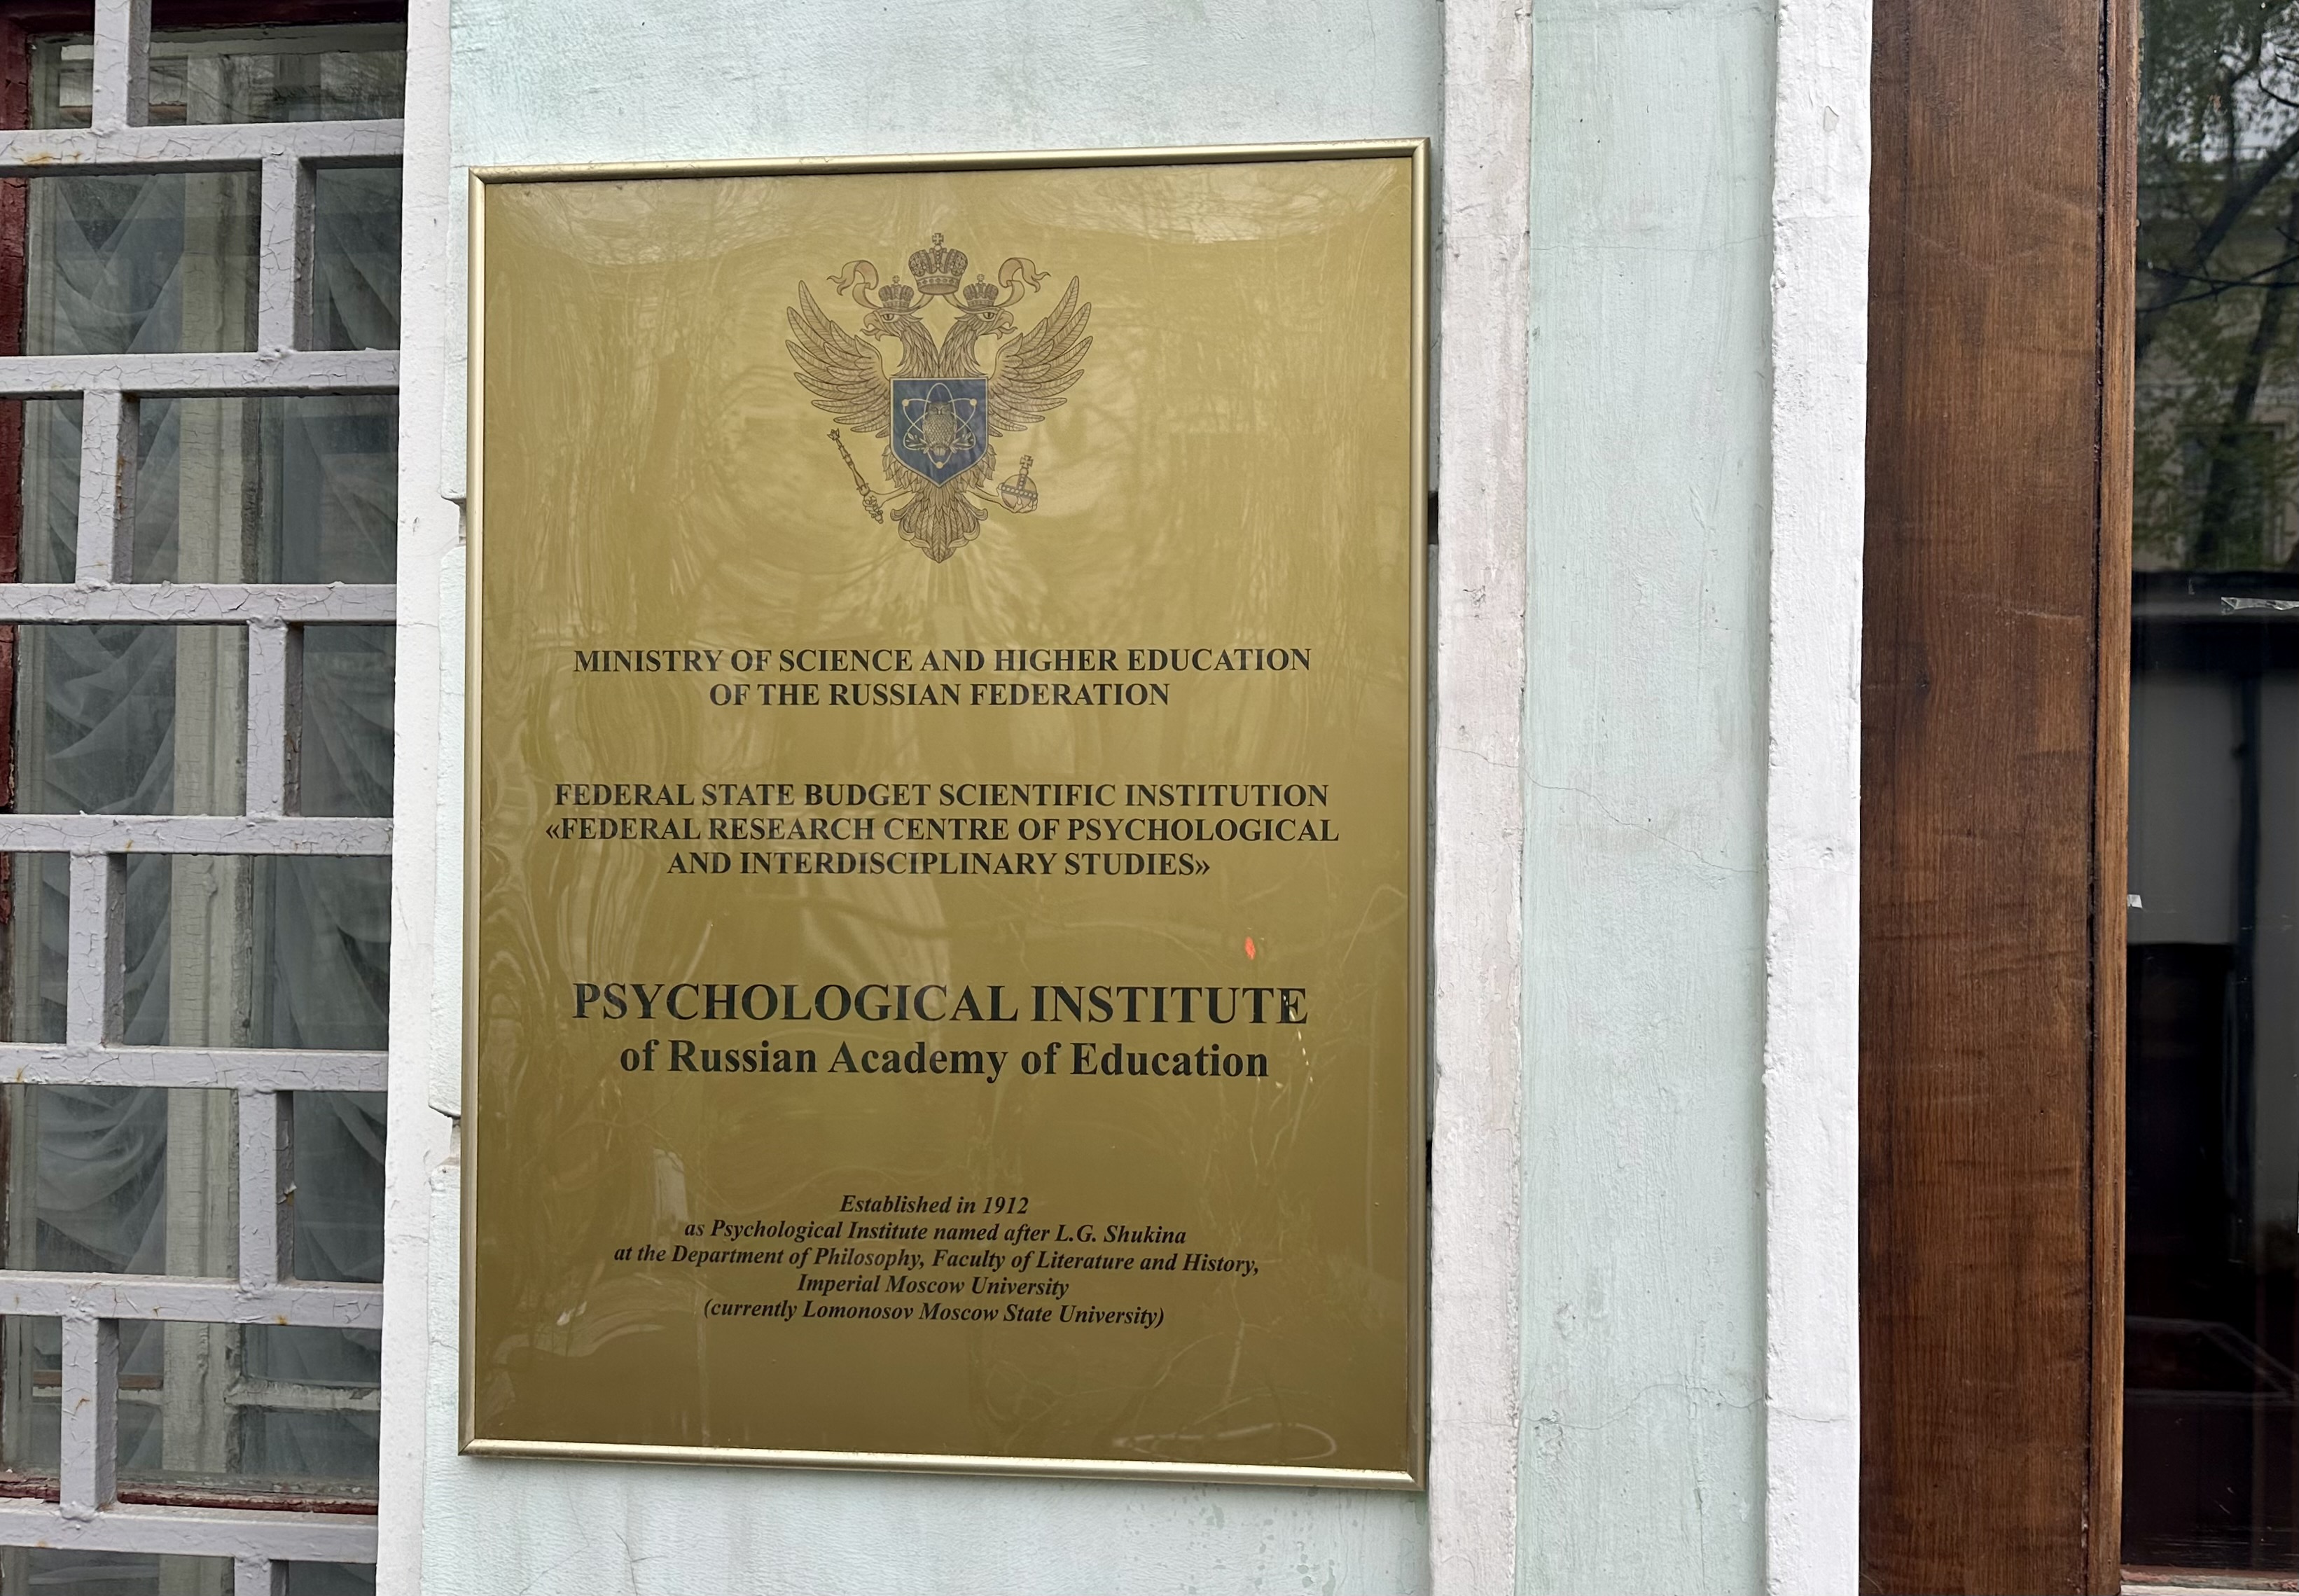 MINISTRY OF SCIENCE AND HIGHER EDUCATION
OF THE RUSSIAN FEDERATION
FEDERAL STATE BUDGET SCIENTIFIC INSTITUTION
«FEDERAL RESEARCH CENTRE OF PSYCHOLOGICAL
AND INTERDISCIPLINARY STUDIES»
PSYCHOLOGICAL INSTITUTE
of Russian Academy of Education
Established in 1912
as Psychological Institute named after L.G. Shukina
at the Department of Philosophy, Faculty of Literature and History,
Imperial Moscow University
(currently Lomonosov Moscow State University)